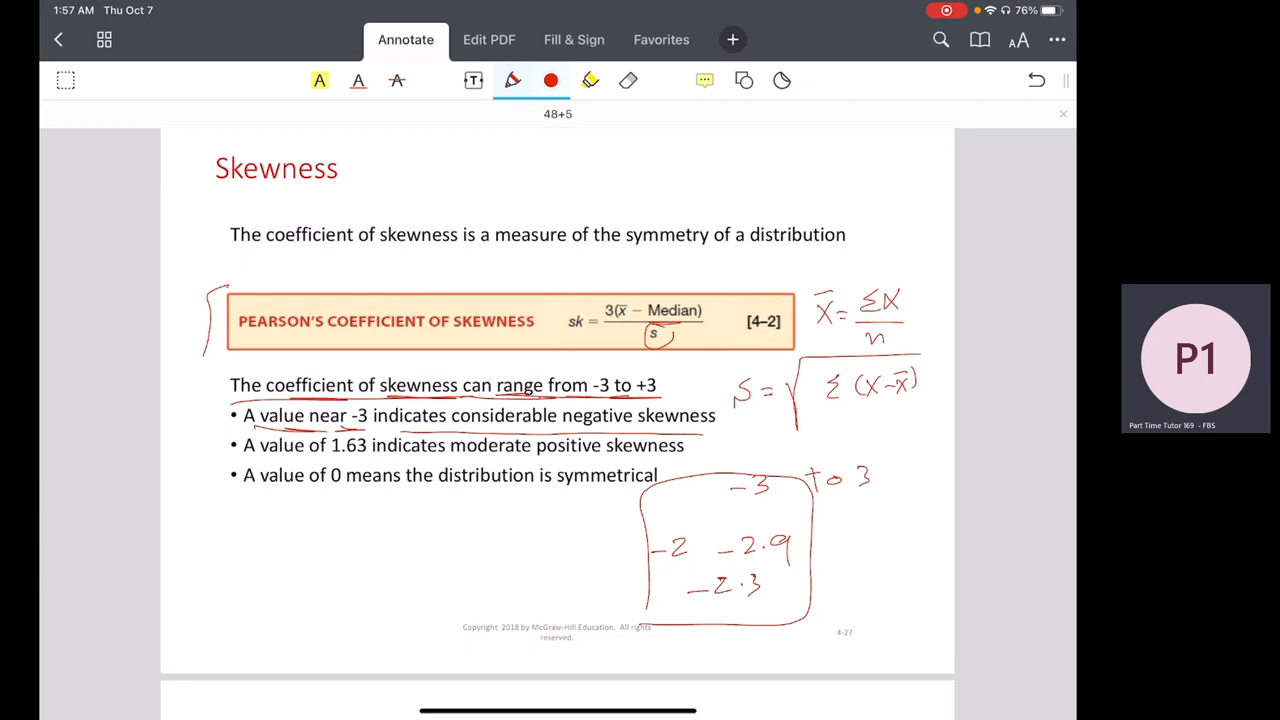 1:57 AM Thu Oct 7
76%
Annotate Edit PDF Fill & Sign Favorites
48+5
Skewness
The coefficient of skewness is a measure of the symmetry of a distribution
PEARSON'S COEFFICIENT OF SKEWNESS sk = 3(x̄ − Median) / s [4–2]
X̄ = ΣX / n
The coefficient of skewness can range from -3 to +3
S = √ Σ (X-X̄)
• A value near -3 indicates considerable negative skewness
• A value of 1.63 indicates moderate positive skewness
• A value of 0 means the distribution is symmetrical
-3 to 3
-2 -2.9
-2.3
Copyright 2018 by McGraw-Hill Education. All rights
reserved.
4-27
P1
Part Time Tutor 169 - FBS